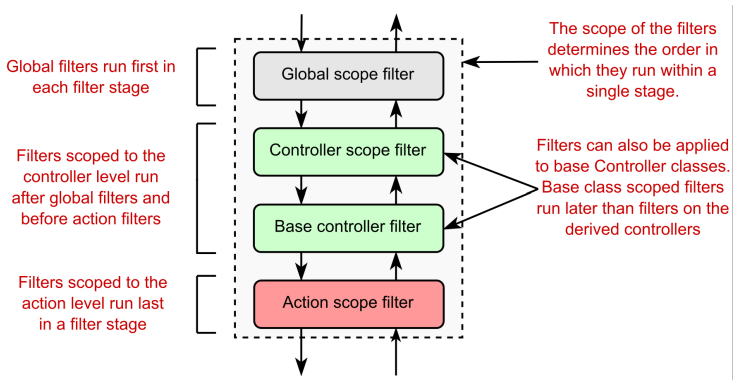 Global filters run first in
each filter stage
Filters scoped to the
controller level run
after global filters and
before action filters
Filters scoped to the
action level run last
in a filter stage
Global scope filter
Controller scope filter
Base controller filter
Action scope filter
The scope of the filters
determines the order in
which they run within a
single stage.
Filters can also be applied
to base Controller classes.
Base class scoped filters
run later than filters on the
derived controllers